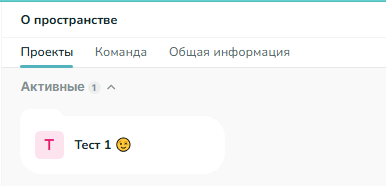 О пространстве
Проекты Команда Общая информация
Активные 1
Т Тест 1 😉